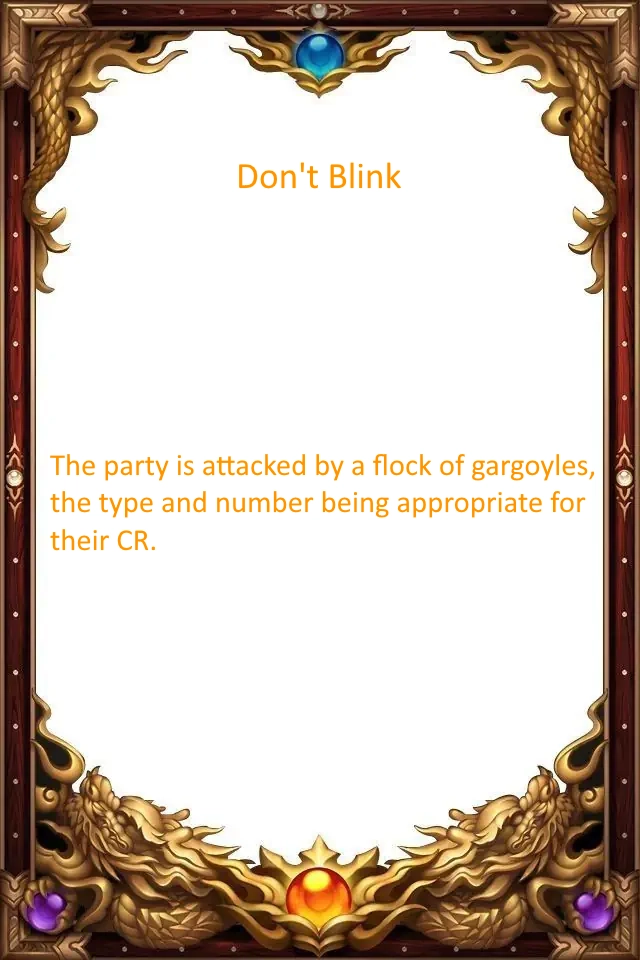 Don't Blink
The party is attacked by a flock of gargoyles,
the type and number being appropriate for
their CR.